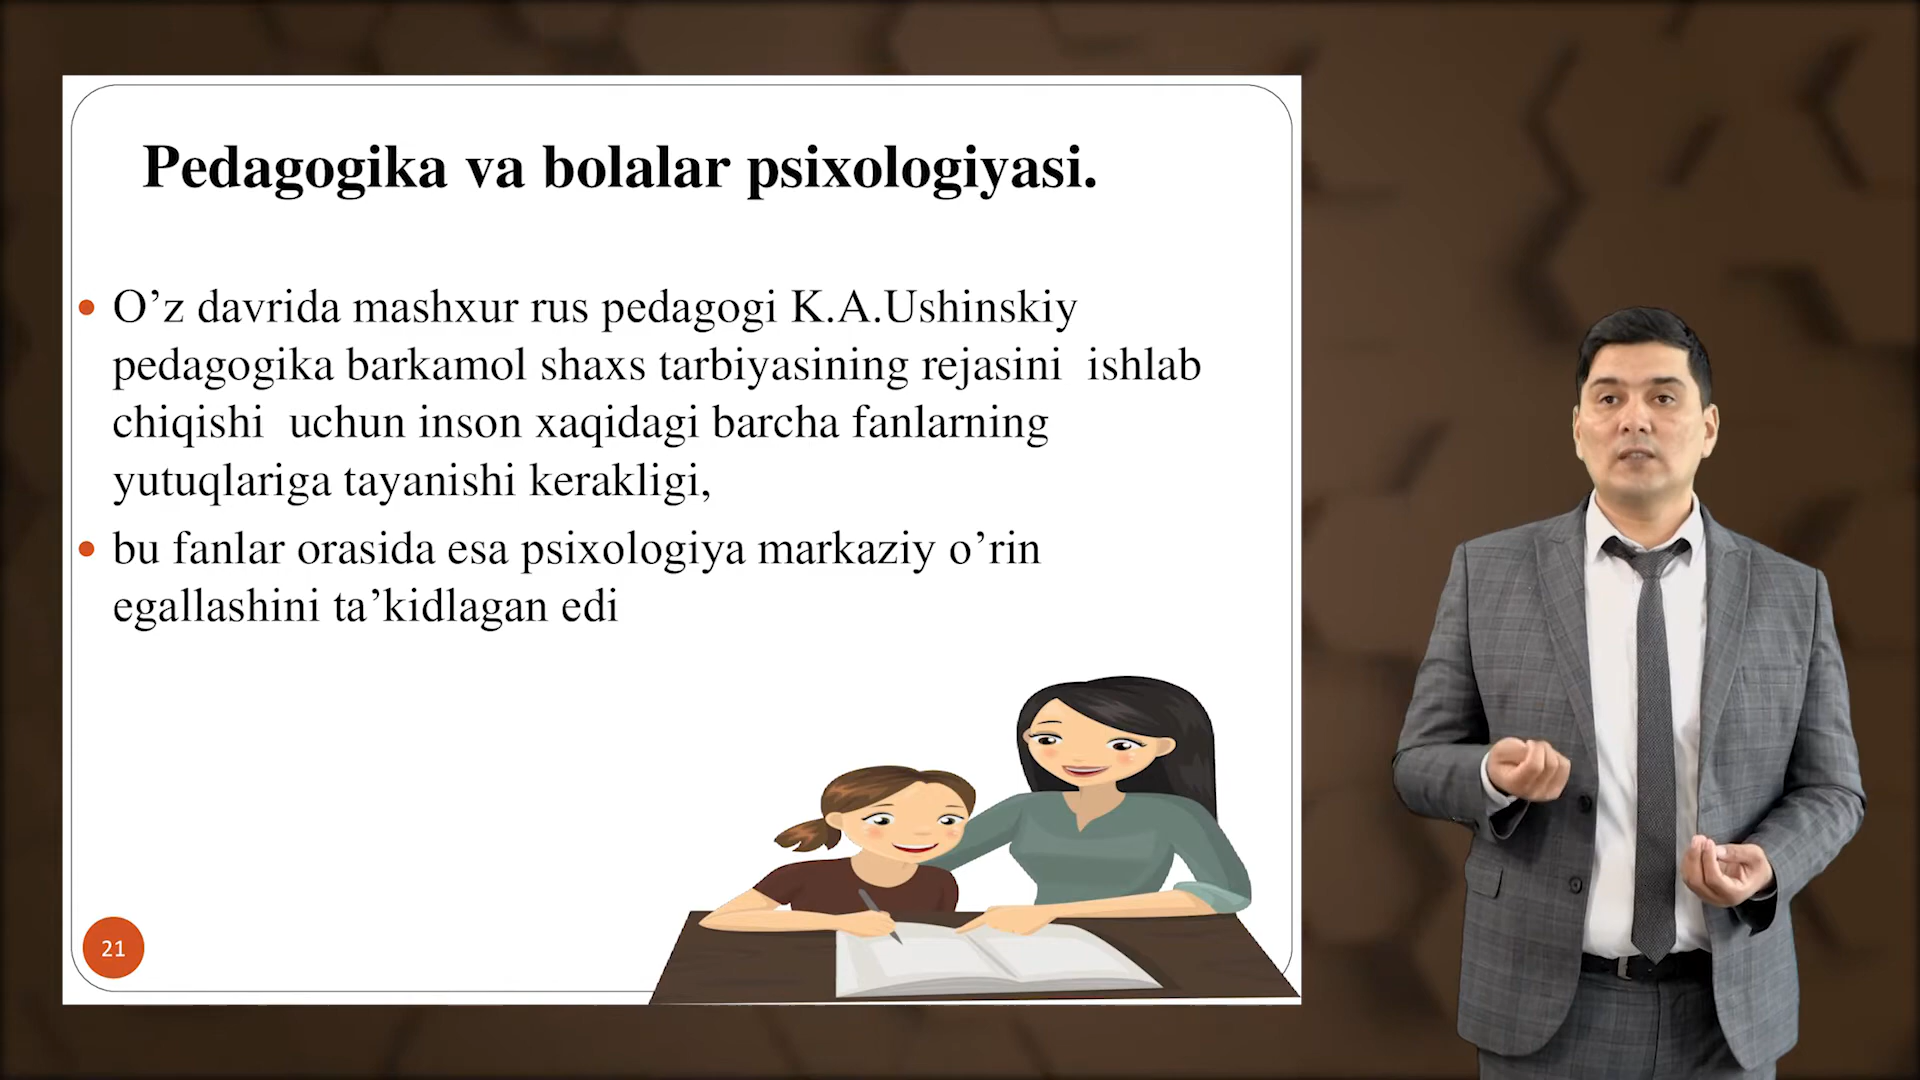 Pedagogika va bolalar psixologiyasi.
• O’z davrida mashxur rus pedagogi K.A.Ushinskiy
pedagogika barkamol shaxs tarbiyasining rejasini ishlab
chiqishi uchun inson xaqidagi barcha fanlarning
yutuqlariga tayanishi kerakligi,
• bu fanlar orasida esa psixologiya markaziy o’rin
egallashini ta’kidlagan edi
21